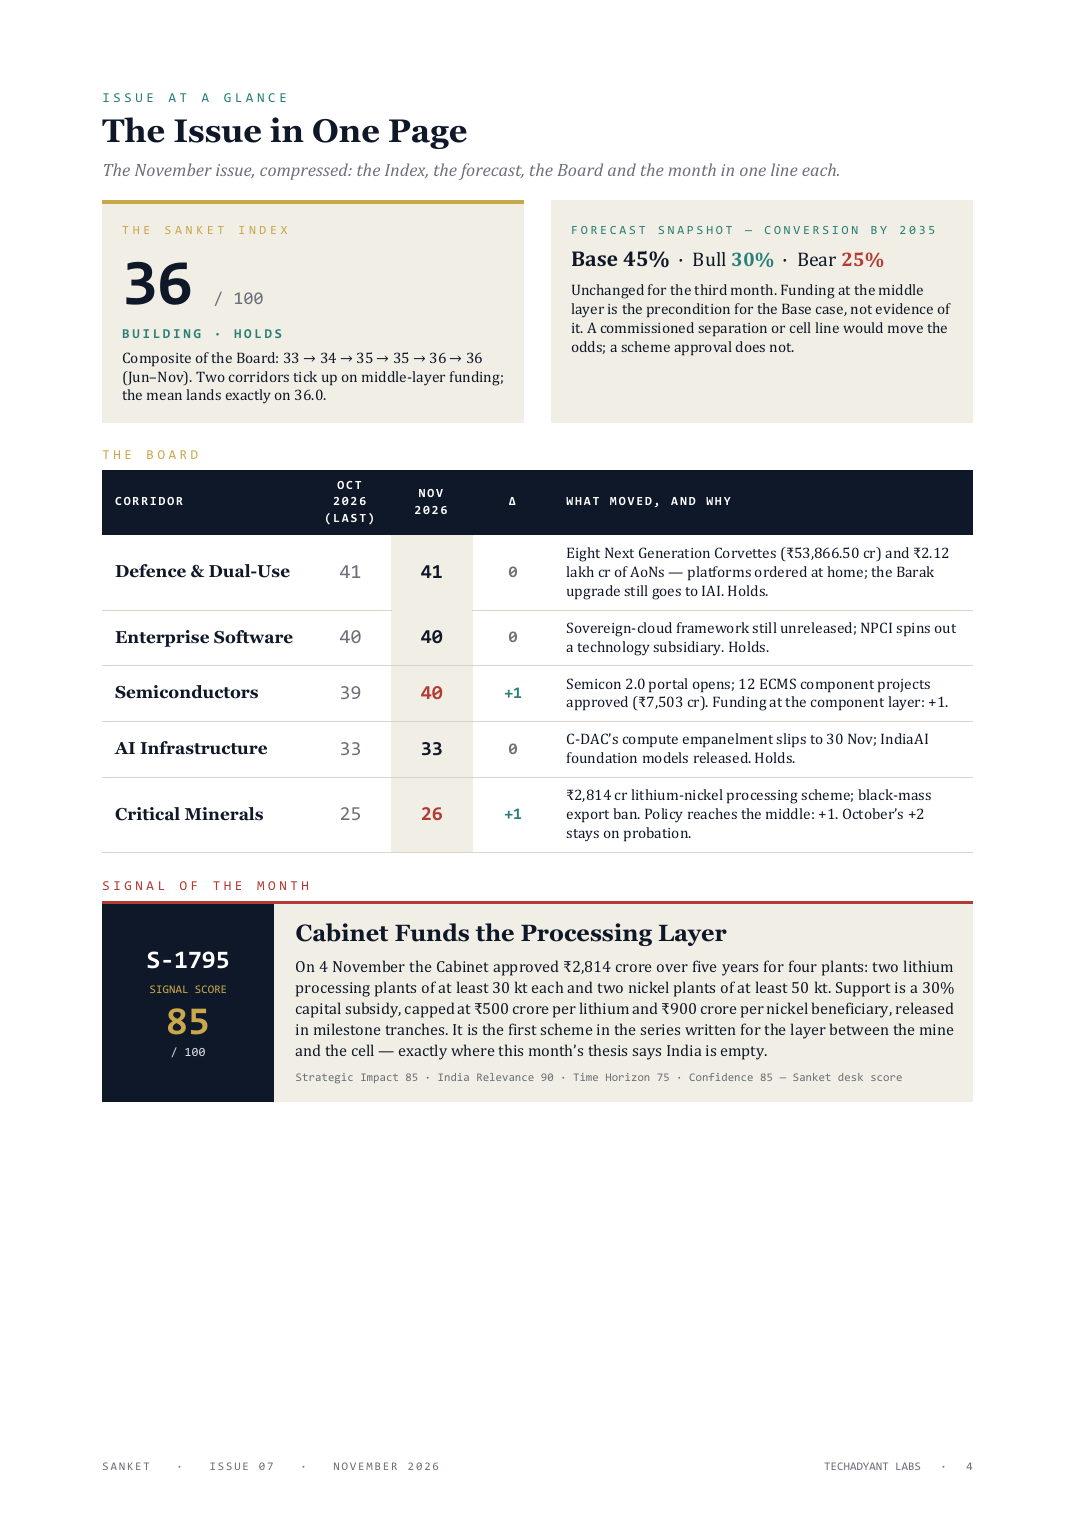 ISSUE AT A GLANCE
The Issue in One Page
The November issue, compressed: the Index, the forecast, the Board and the month in one line each.
THE SANKET INDEX
36 / 100
BUILDING · HOLDS
Composite of the Board: 33 → 34 → 35 → 35 → 36 → 36
(Jun–Nov). Two corridors tick up on middle-layer funding;
the mean lands exactly on 36.0.
FORECAST SNAPSHOT — CONVERSION BY 2035
Base 45% · Bull 30% · Bear 25%
Unchanged for the third month. Funding at the middle
layer is the precondition for the Base case, not evidence of
it. A commissioned separation or cell line would move the
odds; a scheme approval does not.
THE BOARD
CORRIDOR
OCT
2026
(LAST)
NOV
2026
Δ
WHAT MOVED, AND WHY
Defence & Dual-Use 41 41 0
Eight Next Generation Corvettes (₹53,866.50 cr) and ₹2.12
lakh cr of AoNs — platforms ordered at home; the Barak
upgrade still goes to IAI. Holds.
Enterprise Software 40 40 0
Sovereign-cloud framework still unreleased; NPCI spins out
a technology subsidiary. Holds.
Semiconductors 39 40 +1
Semicon 2.0 portal opens; 12 ECMS component projects
approved (₹7,503 cr). Funding at the component layer: +1.
AI Infrastructure 33 33 0
C-DAC’s compute empanelment slips to 30 Nov; IndiaAI
foundation models released. Holds.
Critical Minerals 25 26 +1
₹2,814 cr lithium-nickel processing scheme; black-mass
export ban. Policy reaches the middle: +1. October’s +2
stays on probation.
SIGNAL OF THE MONTH
S-1795
SIGNAL SCORE
85
/ 100
Cabinet Funds the Processing Layer
On 4 November the Cabinet approved ₹2,814 crore over five years for four plants: two lithium
processing plants of at least 30 kt each and two nickel plants of at least 50 kt. Support is a 30%
capital subsidy, capped at ₹500 crore per lithium and ₹900 crore per nickel beneficiary, released
in milestone tranches. It is the first scheme in the series written for the layer between the mine
and the cell — exactly where this month’s thesis says India is empty.
Strategic Impact 85 · India Relevance 90 · Time Horizon 75 · Confidence 85 — Sanket desk score
SANKET · ISSUE 07 · NOVEMBER 2026
TECHADYANT LABS · 4